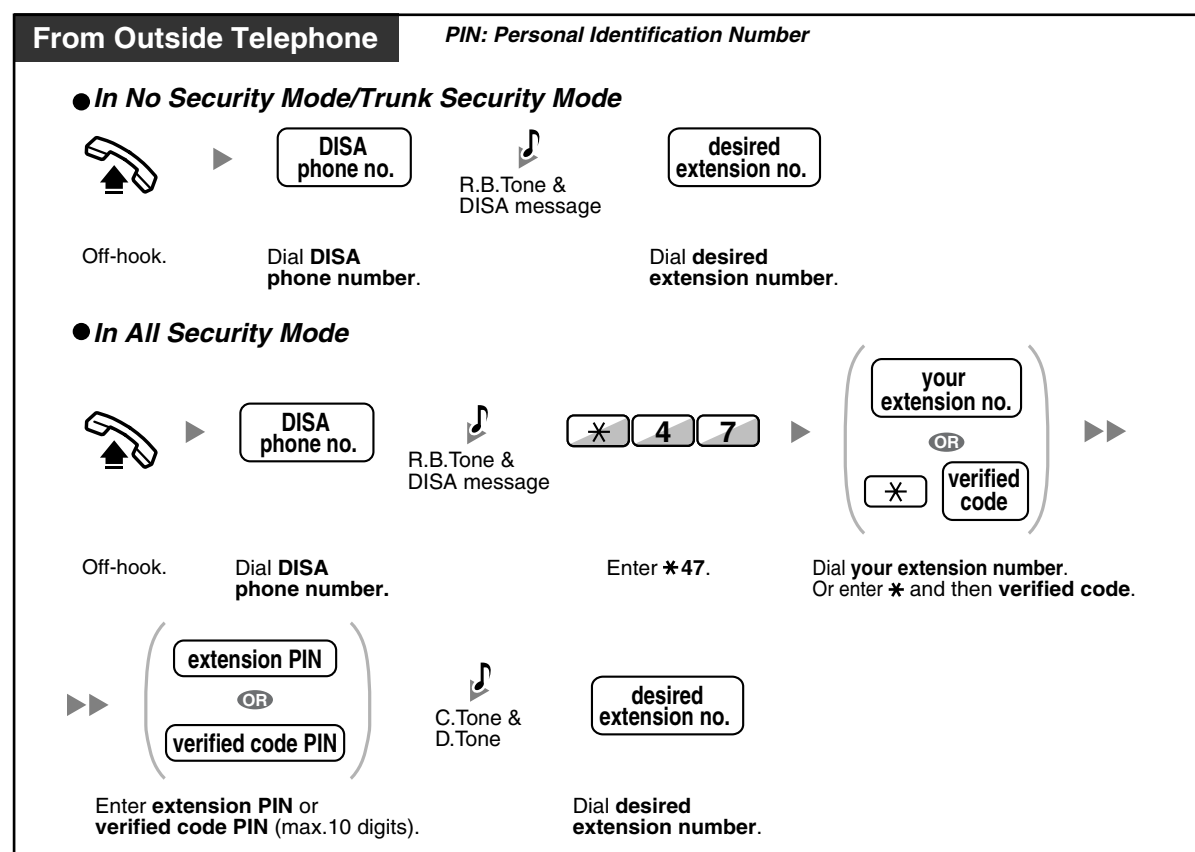 From Outside Telephone
PIN: Personal Identification Number
●In No Security Mode/Trunk Security Mode
DISA
phone no.
R.B.Tone &
DISA message
desired
extension no.
Off-hook.
Dial DISA
phone number.
Dial desired
extension number.
●In All Security Mode
DISA
phone no.
R.B.Tone &
DISA message
* 4 7
your
extension no.
OR
* verified
code
Off-hook.
Dial DISA
phone number.
Enter *47.
Dial your extension number.
Or enter * and then verified code.
extension PIN
OR
verified code PIN
C.Tone &
D.Tone
desired
extension no.
Enter extension PIN or
verified code PIN (max.10 digits).
Dial desired
extension number.